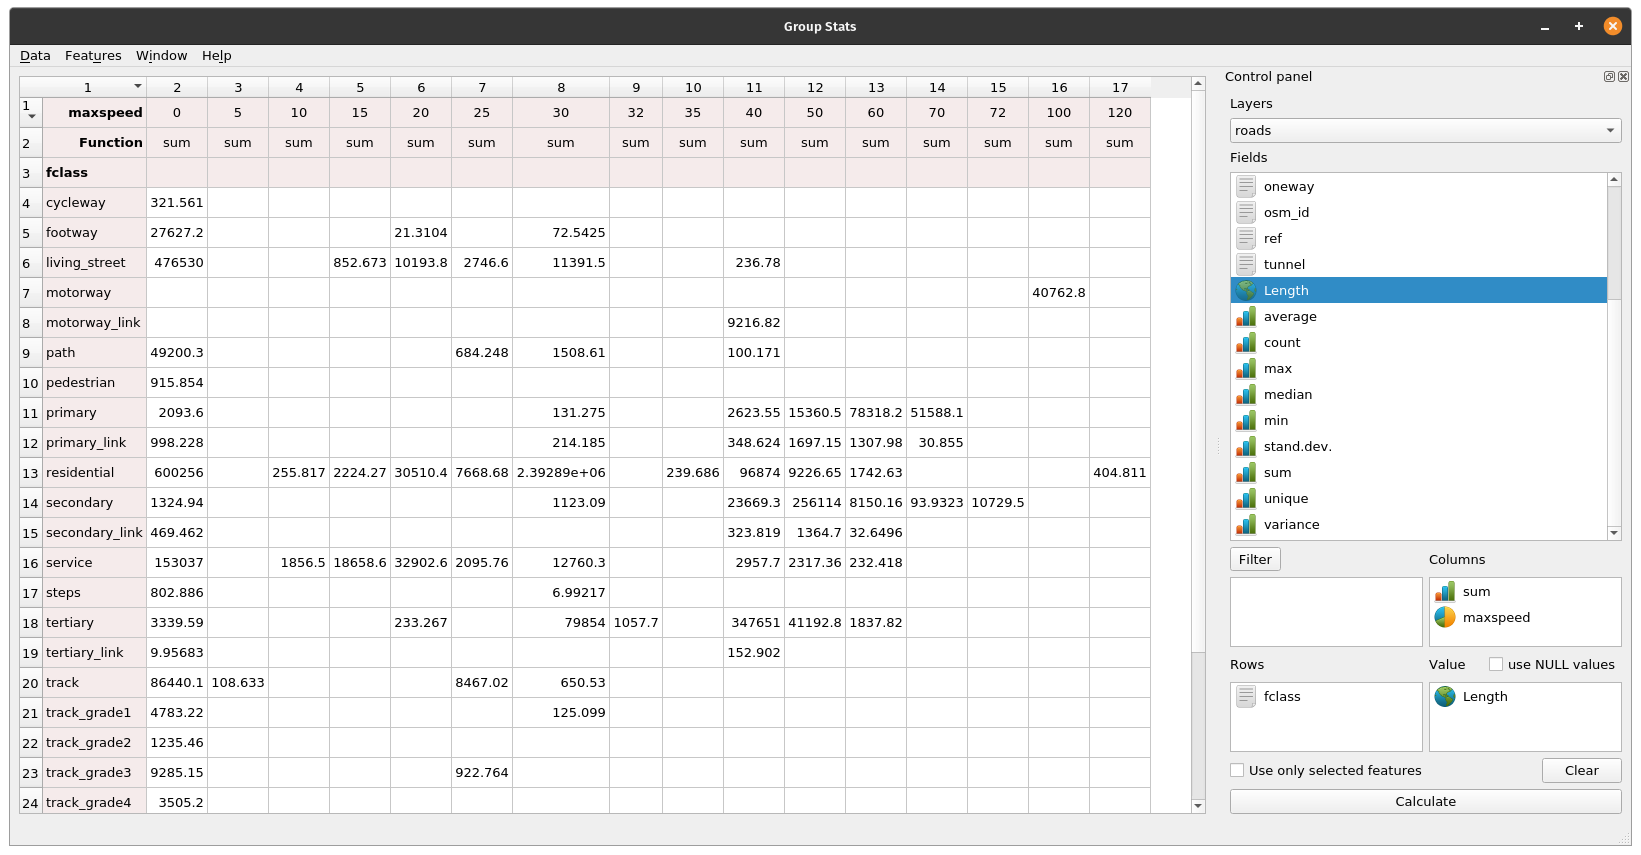 Group Stats
Data Features Window Help
1 2 3 4 5 6 7 8 9 10 11 12 13 14 15 16 17
1 maxspeed 0 5 10 15 20 25 30 32 35 40 50 60 70 72 100 120
2 Function sum sum sum sum sum sum sum sum sum sum sum sum sum sum sum sum
3 fclass
4 cycleway 321.561
5 footway 27627.2 21.3104 72.5425
6 living_street 476530 852.673 10193.8 2746.6 11391.5 236.78
7 motorway 40762.8
8 motorway_link 9216.82
9 path 49200.3 684.248 1508.61 100.171
10 pedestrian 915.854
11 primary 2093.6 131.275 2623.55 15360.5 78318.2 51588.1
12 primary_link 998.228 214.185 348.624 1697.15 1307.98 30.855
13 residential 600256 255.817 2224.27 30510.4 7668.68 2.39289e+06 239.686 96874 9226.65 1742.63 404.811
14 secondary 1324.94 1123.09 23669.3 256114 8150.16 93.9323 10729.5
15 secondary_link 469.462 323.819 1364.7 32.6496
16 service 153037 1856.5 18658.6 32902.6 2095.76 12760.3 2957.7 2317.36 232.418
17 steps 802.886 6.99217
18 tertiary 3339.59 233.267 79854 1057.7 347651 41192.8 1837.82
19 tertiary_link 9.95683 152.902
20 track 86440.1 108.633 8467.02 650.53
21 track_grade1 4783.22 125.099
22 track_grade2 1235.46
23 track_grade3 9285.15 922.764
24 track_grade4 3505.2
Control panel
Layers
roads
Fields
oneway
osm_id
ref
tunnel
Length
average
count
max
median
min
stand.dev.
sum
unique
variance
Filter
Columns
sum
maxspeed
Rows
Value use NULL values
fclass
Length
Use only selected features
Clear
Calculate